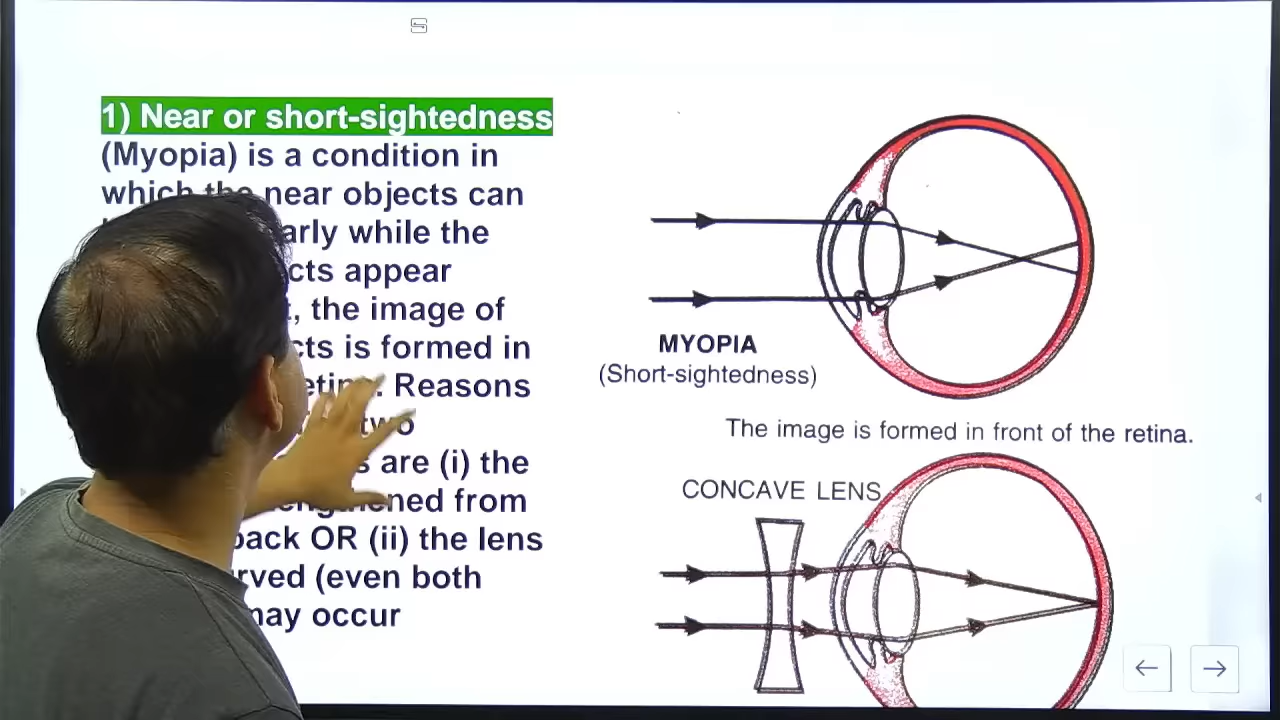 1) Near or short-sightedness
(Myopia) is a condition in
which the near objects can
arly while the
cts appear
, the image of
cts is formed in
Reasons
two
are (i) the
ened from
back OR (ii) the lens
rved (even both
may occur
MYOPIA
(Short-sightedness)
The image is formed in front of the retina.
CONCAVE LENS